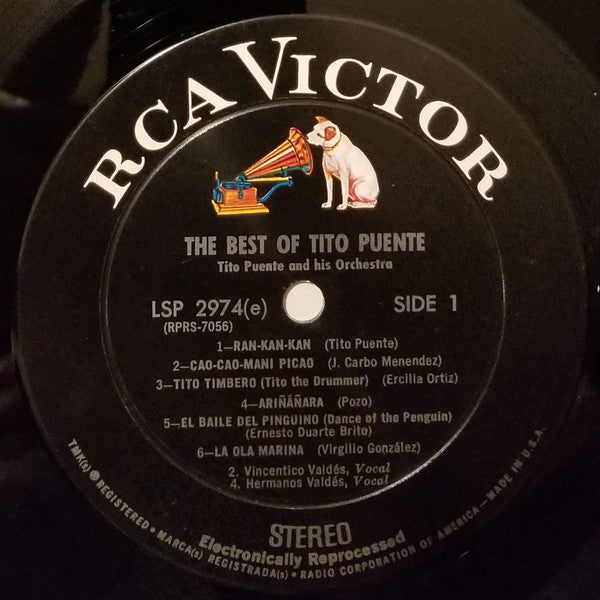 RCA VICTOR
THE BEST OF TITO PUENTE
Tito Puente and his Orchestra
LSP 2974(e) SIDE 1
(RPRS-7056)
1—RAN-KAN-KAN (Tito Puente)
2—CAO-CAO-MANI PICAO (J. Carbo Menendez)
3—TITO TIMBERO (Tito the Drummer) (Ercilia Ortiz)
4—ARIÑÁÑARA (Pozo)
5—EL BAILE DEL PINGUINO (Dance of the Penguin)
(Ernesto Duarte Brito)
6—LA OLA MARINA (Virgilio González)
2. Vincentico Valdés, Vocal
4. Hermanos Valdés, Vocal
STEREO
Electronically Reprocessed
TMK(s) ® REGISTERED • MARCA(s) REGISTRADA(s) • RADIO CORPORATION OF AMERICA—MADE IN U.S.A.